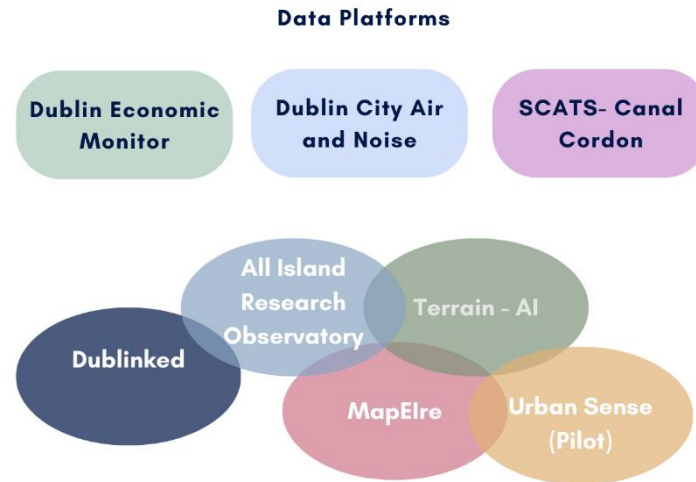 Data Platforms
Dublin Economic
Monitor
Dublin City Air
and Noise
SCATS- Canal
Cordon
All Island
Research
Observatory
Terrain - AI
Dublinked
MapEIre
Urban Sense
(Pilot)